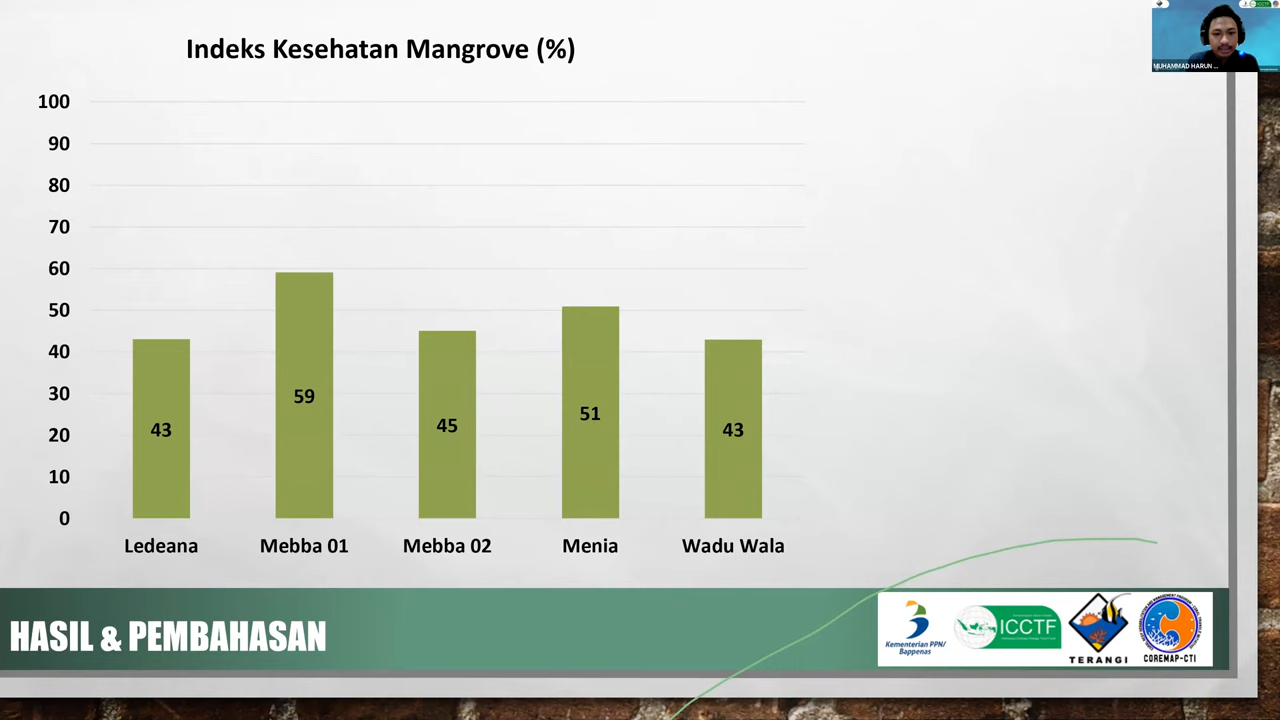 Indeks Kesehatan Mangrove (%)
100
90
80
70
60
50
40
30
20
10
0
43
59
45
51
43
Ledeana
Mebba 01
Mebba 02
Menia
Wadu Wala
HASIL & PEMBAHASAN
Kementerian PPN/
Bappenas
ICCTF
TERANGI
COREMAP-CTI
MUHAMMAD HARUN ...